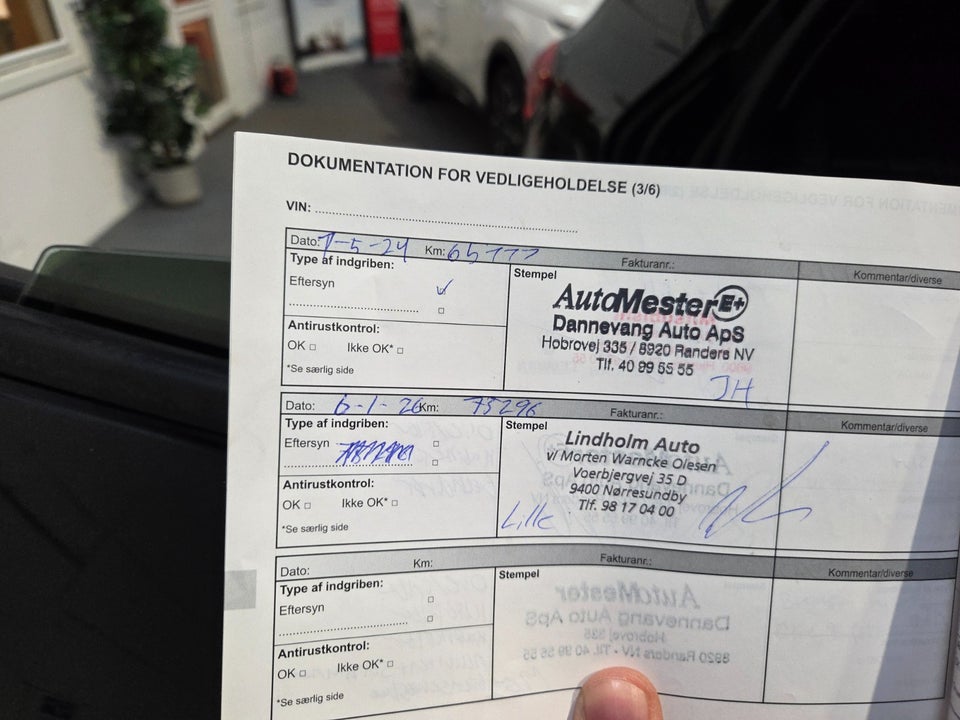 DOKUMENTATION FOR VEDLIGEHOLDELSE (3/6)
VIN:
Dato: 7-5-24 Km: 65777 Fakturanr.: Kommentar/diverse
Type af indgriben: Stempel
Eftersyn
Antirustkontrol:
OK Ikke OK*
*Se særlig side
AutoMester E+
Dannevang Auto ApS
Hobrovej 335 / 8920 Randers NV
Tlf. 40 99 55 55
JH
Dato: 6-1-26 Km: 75296 Fakturanr.: Kommentar/diverse
Type af indgriben: Stempel
Eftersyn
Antirustkontrol:
OK Ikke OK*
*Se særlig side
Lindholm Auto
v/ Morten Warncke Olesen
Voerbjergvej 35 D
9400 Nørresundby
Tlf. 98 17 04 00
Lille
Dato: Km: Fakturanr.: Kommentar/diverse
Type af indgriben: Stempel
Eftersyn
Antirustkontrol:
OK Ikke OK*
*Se særlig side